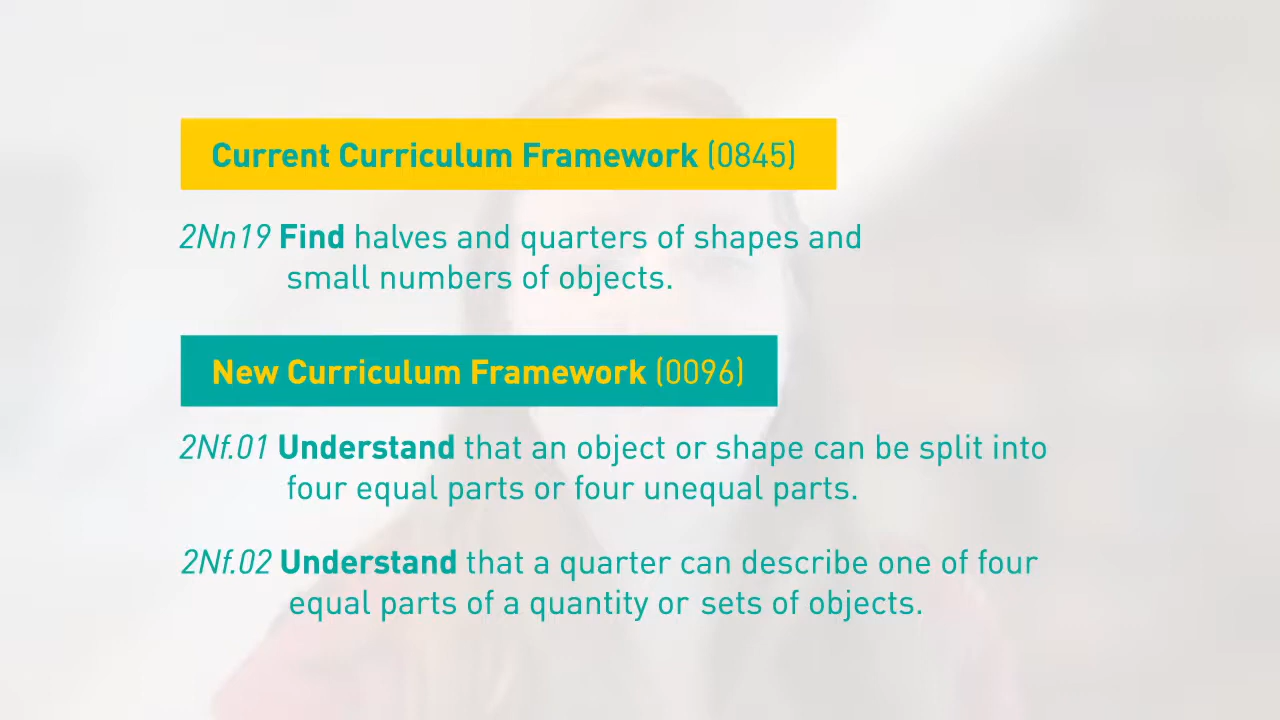 Current Curriculum Framework (0845)
2Nn19 Find halves and quarters of shapes and
small numbers of objects.
New Curriculum Framework (0096)
2Nf.01 Understand that an object or shape can be split into
four equal parts or four unequal parts.
2Nf.02 Understand that a quarter can describe one of four
equal parts of a quantity or sets of objects.